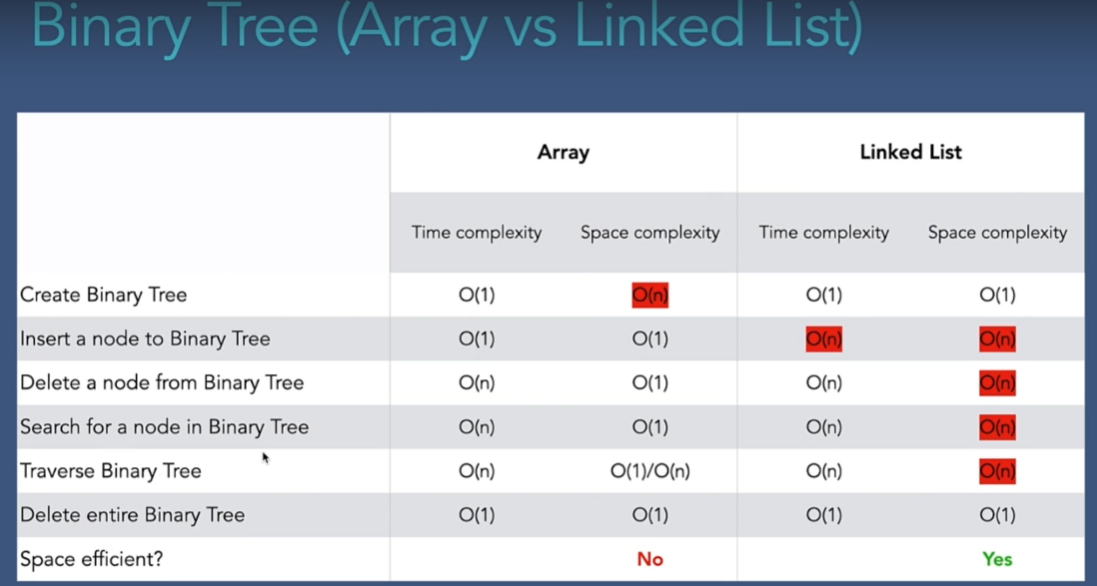 Binary Tree (Array vs Linked List)
Array Linked List
Time complexity Space complexity Time complexity Space complexity
Create Binary Tree O(1) O(n) O(1) O(1)
Insert a node to Binary Tree O(1) O(1) O(n) O(n)
Delete a node from Binary Tree O(n) O(1) O(n) O(n)
Search for a node in Binary Tree O(n) O(1) O(n) O(n)
Traverse Binary Tree O(n) O(1)/O(n) O(n) O(n)
Delete entire Binary Tree O(1) O(1) O(1) O(1)
Space efficient? No Yes